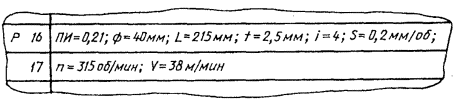 Р 16 ПИ=0,21; ф=40мм; L=215мм; t=2,5мм; i=4; S=0,2мм/об;
17 n=315об/мин; V=38м/мин